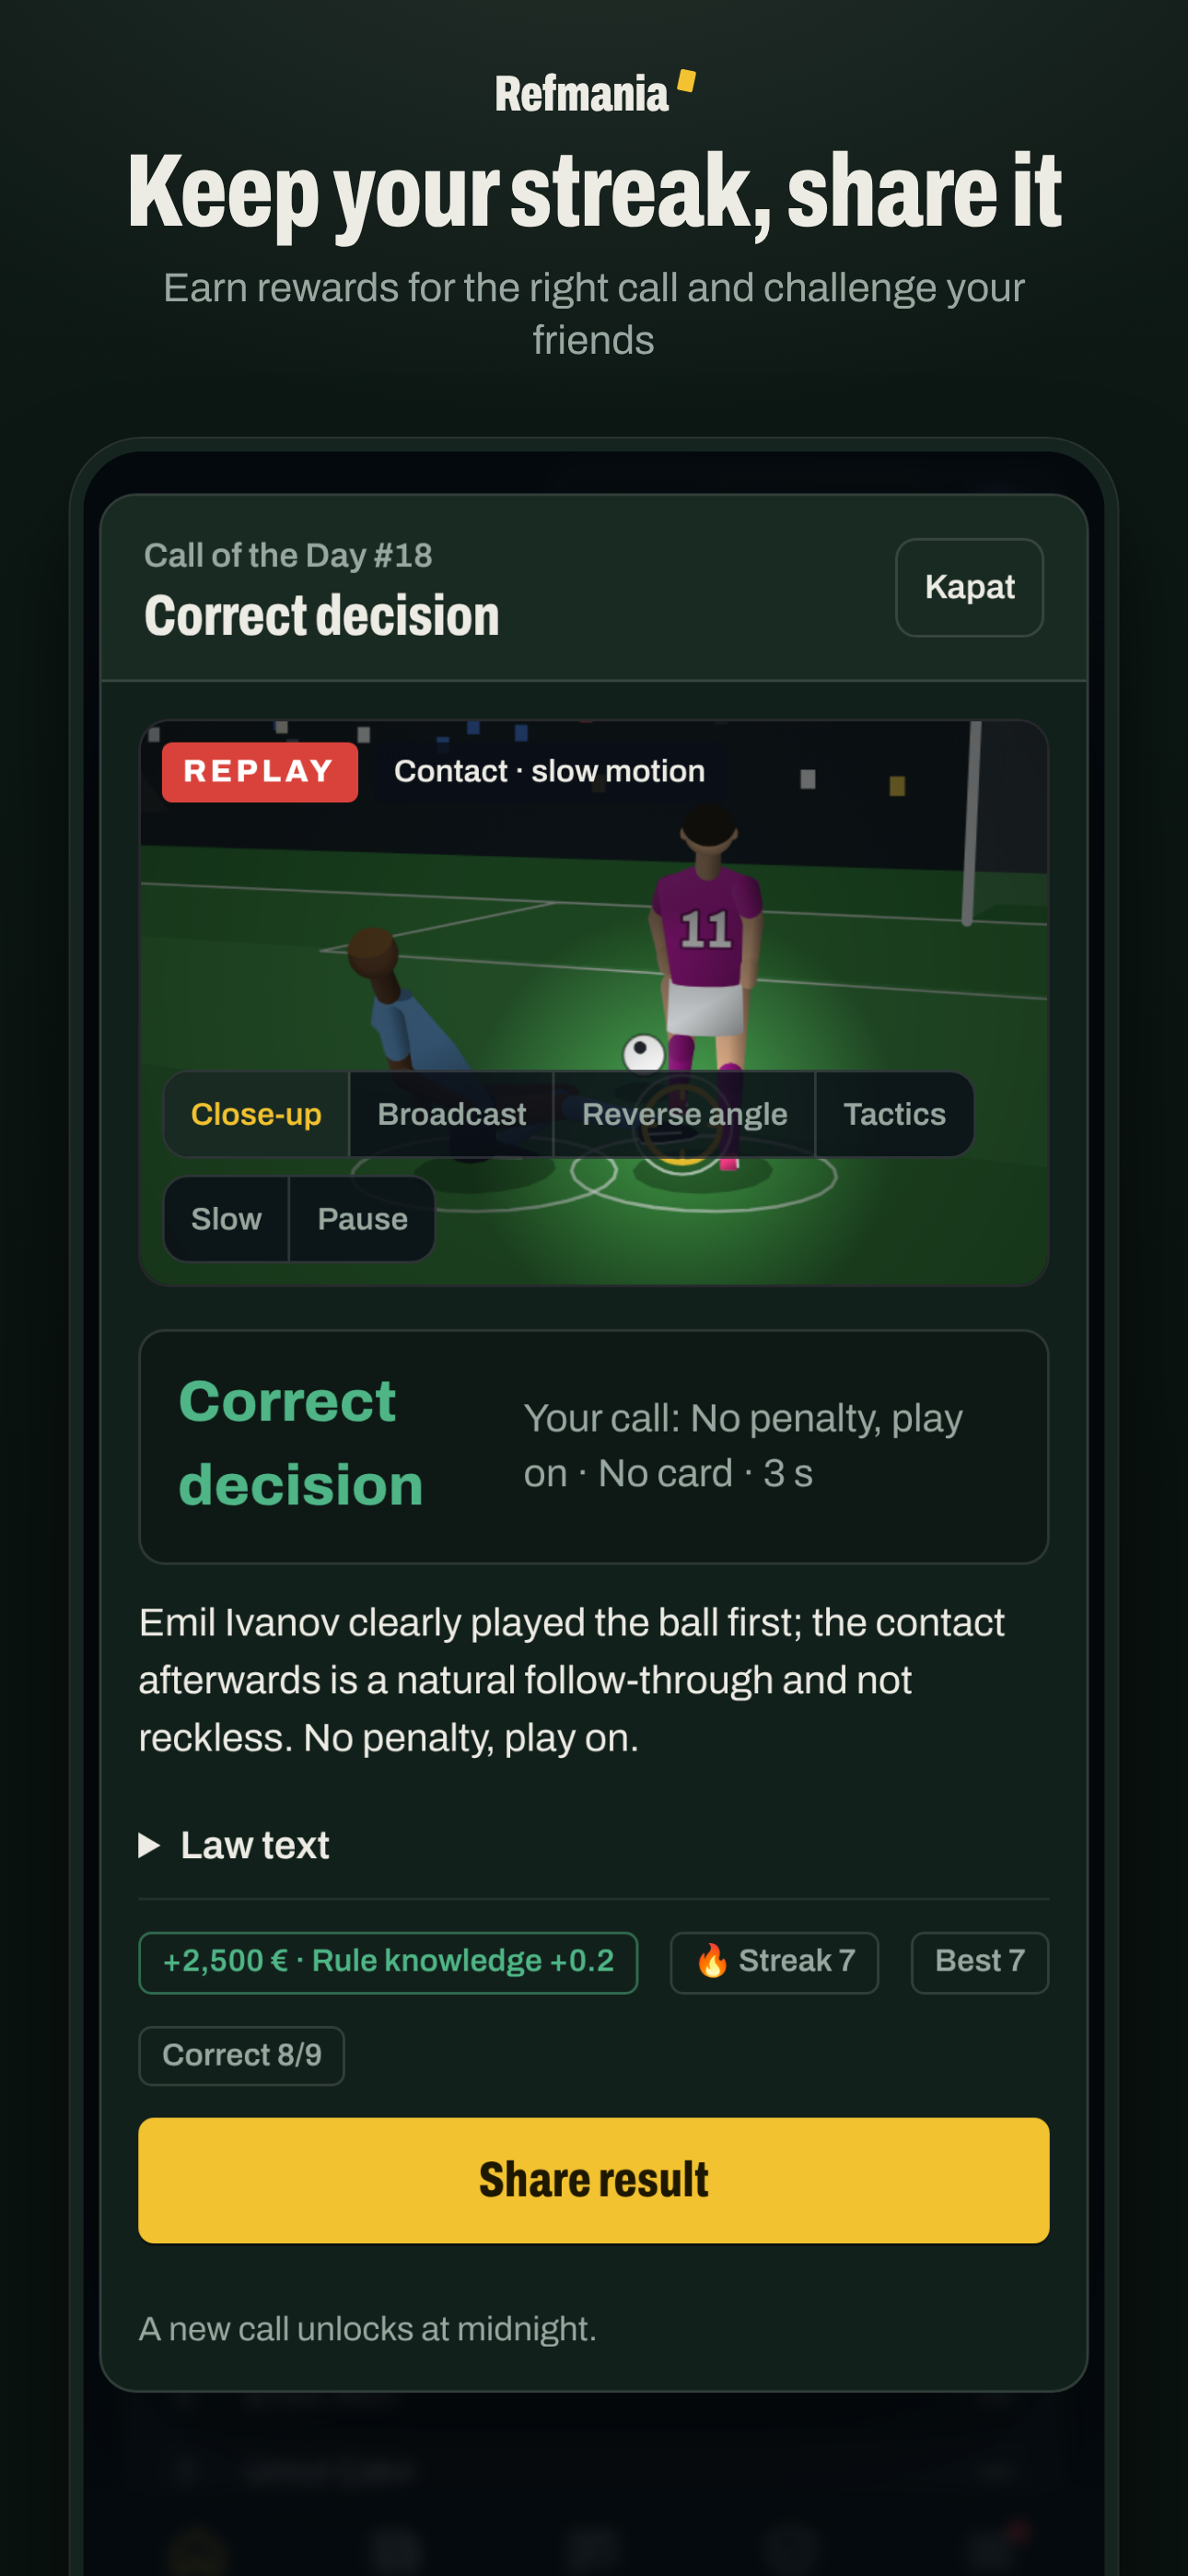 Refmania
Keep your streak, share it
Earn rewards for the right call and challenge your
friends
Call of the Day #18
Correct decision
Kapat
REPLAY
Contact · slow motion
11
Close-up
Broadcast
Reverse angle
Tactics
Slow
Pause
Correct
decision
Your call: No penalty, play
on · No card · 3 s
Emil Ivanov clearly played the ball first; the contact
afterwards is a natural follow-through and not
reckless. No penalty, play on.
Law text
+2,500 € · Rule knowledge +0.2
🔥 Streak 7
Best 7
Correct 8/9
Share result
A new call unlocks at midnight.